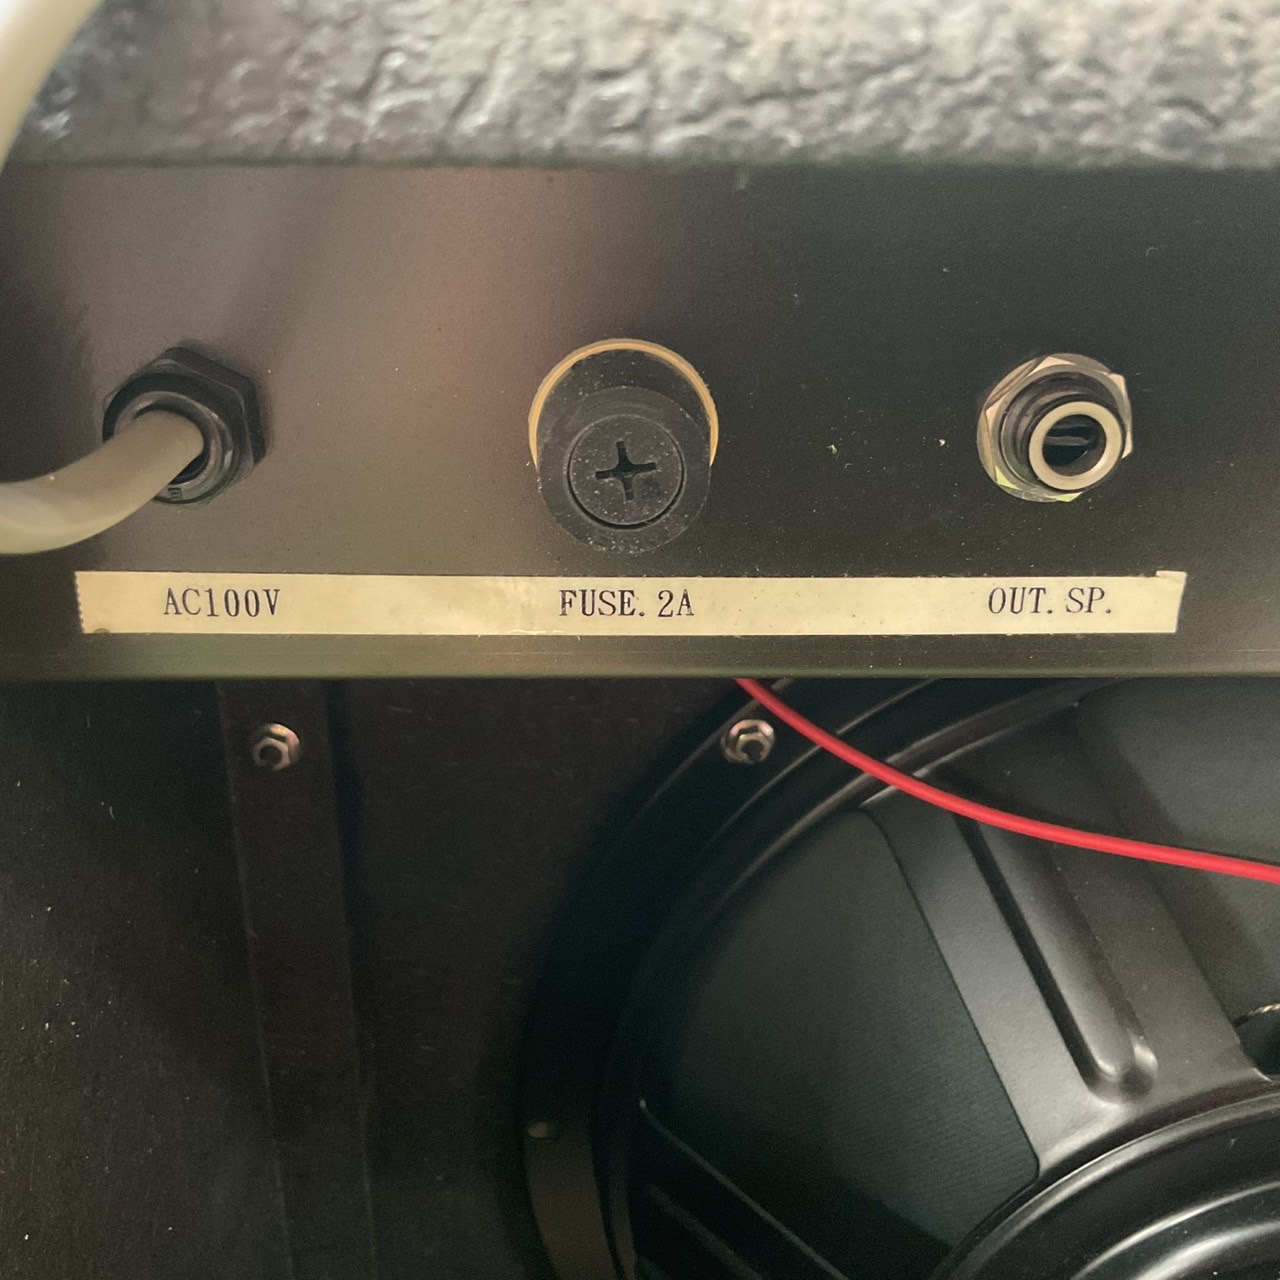 AC100V FUSE. 2A OUT. SP.